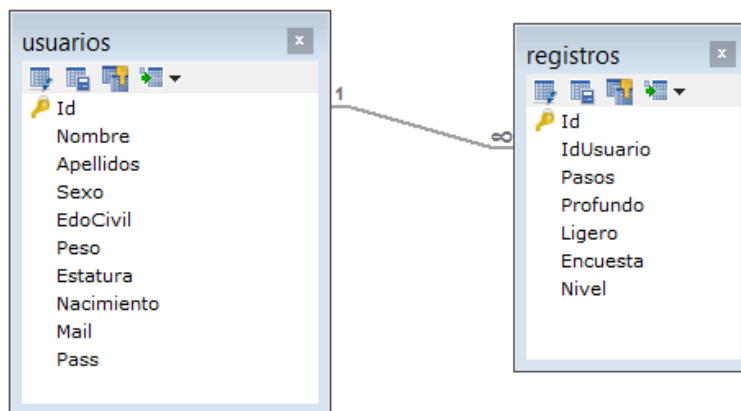 usuarios
Id
Nombre
Apellidos
Sexo
EdoCivil
Peso
Estatura
Nacimiento
Mail
Pass
1
∞
registros
Id
IdUsuario
Pasos
Profundo
Ligero
Encuesta
Nivel